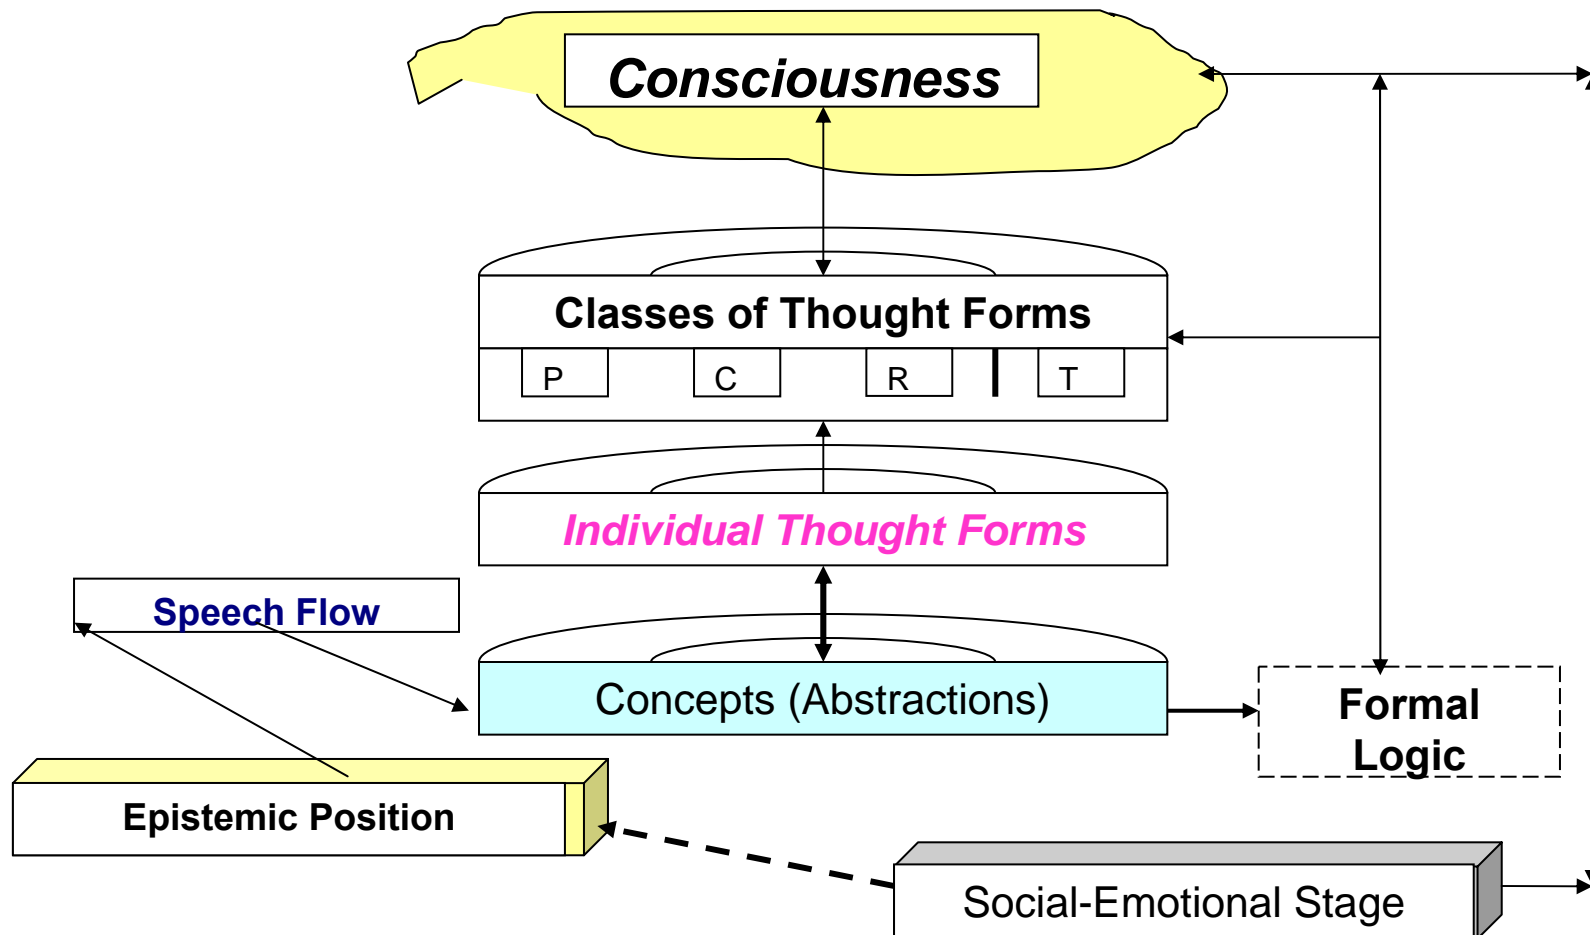 Consciousness
Classes of Thought Forms
P C R T
Individual Thought Forms
Speech Flow
Concepts (Abstractions)
Formal
Logic
Epistemic Position
Social-Emotional Stage